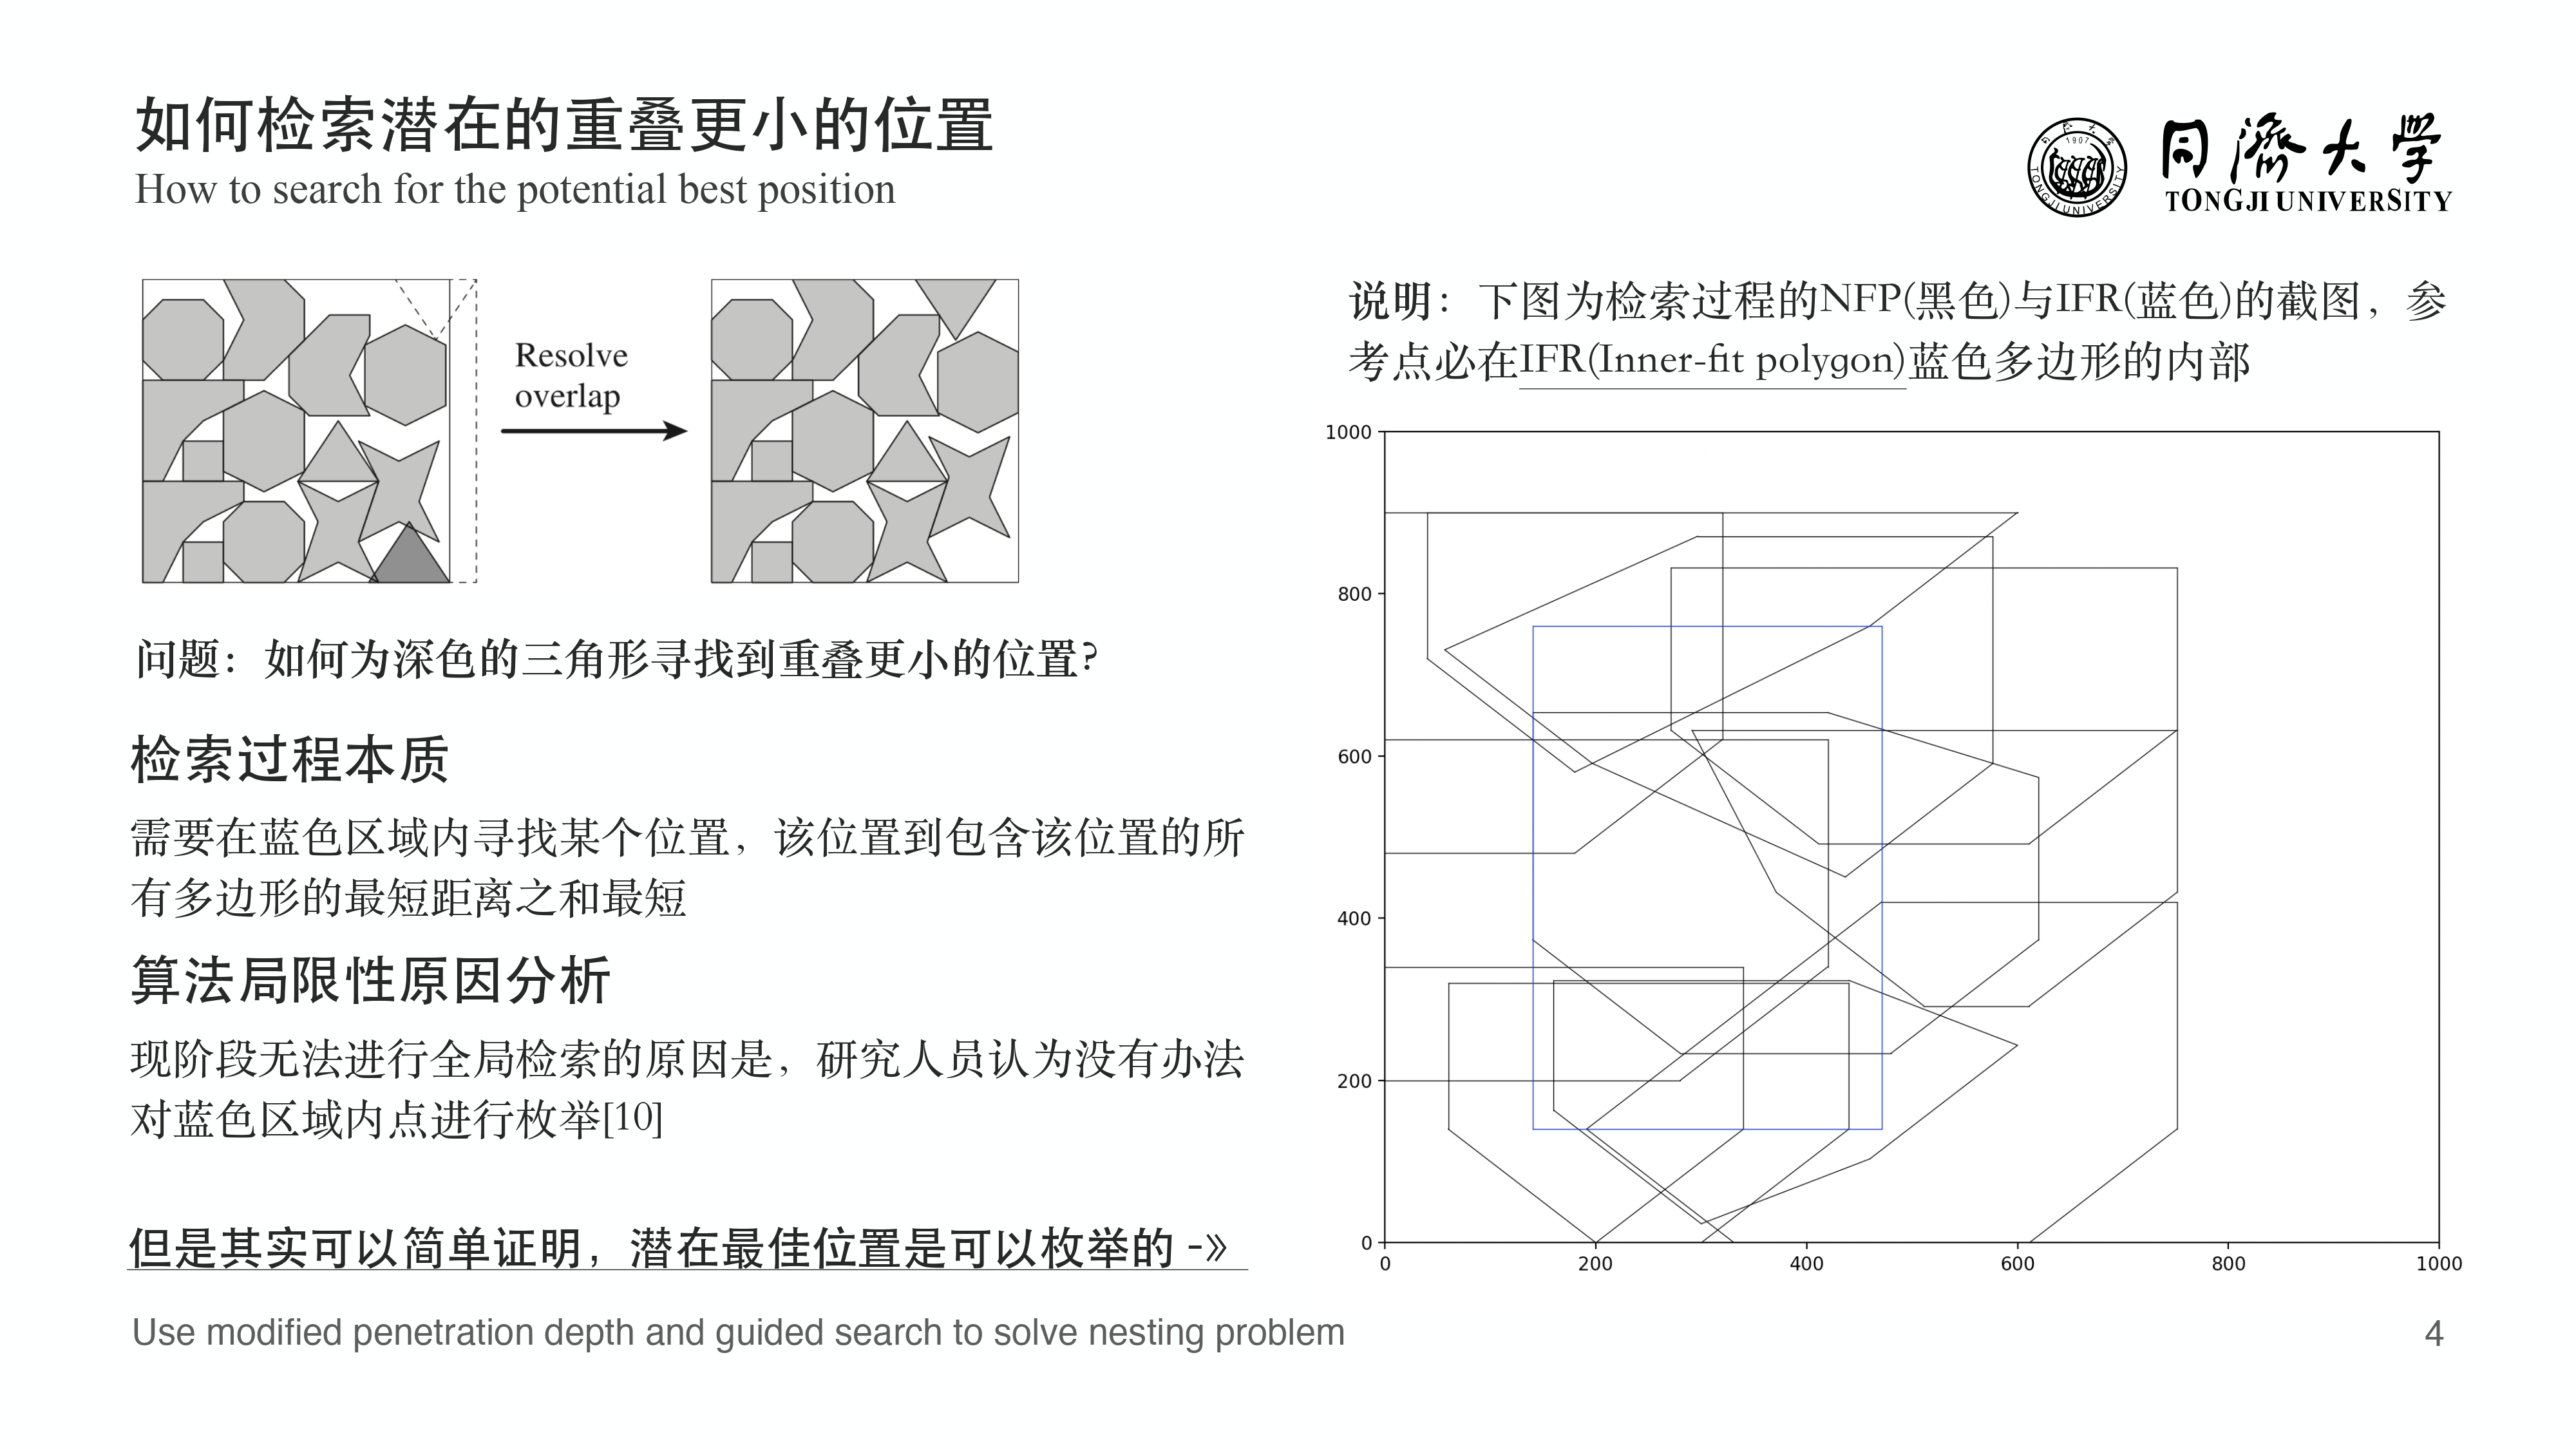 如何检索潜在的重叠更小的位置
How to search for the potential best position
1907
TONGJI UNIVERSITY
同濟大学
TONGJI UNIVERSITY
Resolve
overlap
问题：如何为深色的三角形寻找到重叠更小的位置？
检索过程本质
需要在蓝色区域内寻找某个位置，该位置到包含该位置的所
有多边形的最短距离之和最短
算法局限性原因分析
现阶段无法进行全局检索的原因是，研究人员认为没有办法
对蓝色区域内点进行枚举[10]
但是其实可以简单证明，潜在最佳位置是可以枚举的 -》
说明：下图为检索过程的NFP(黑色)与IFR(蓝色)的截图，参
考点必在IFR(Inner-fit polygon)蓝色多边形的内部
1000
800
600
400
200
0
0 200 400 600 800 1000
Use modified penetration depth and guided search to solve nesting problem
4